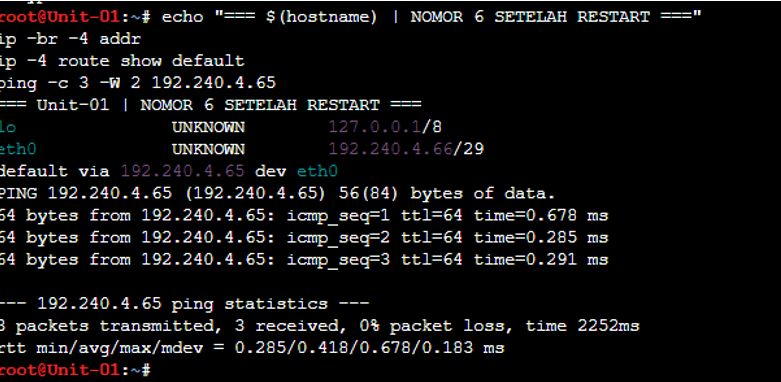 root@Unit-01:~# echo "=== $(hostname) | NOMOR 6 SETELAH RESTART ==="
ip -br -4 addr
ip -4 route show default
ping -c 3 -W 2 192.240.4.65
=== Unit-01 | NOMOR 6 SETELAH RESTART ===
lo UNKNOWN 127.0.0.1/8
eth0 UNKNOWN 192.240.4.66/29
default via 192.240.4.65 dev eth0
PING 192.240.4.65 (192.240.4.65) 56(84) bytes of data.
64 bytes from 192.240.4.65: icmp_seq=1 ttl=64 time=0.678 ms
64 bytes from 192.240.4.65: icmp_seq=2 ttl=64 time=0.285 ms
64 bytes from 192.240.4.65: icmp_seq=3 ttl=64 time=0.291 ms
--- 192.240.4.65 ping statistics ---
3 packets transmitted, 3 received, 0% packet loss, time 2252ms
rtt min/avg/max/mdev = 0.285/0.418/0.678/0.183 ms
root@Unit-01:~#